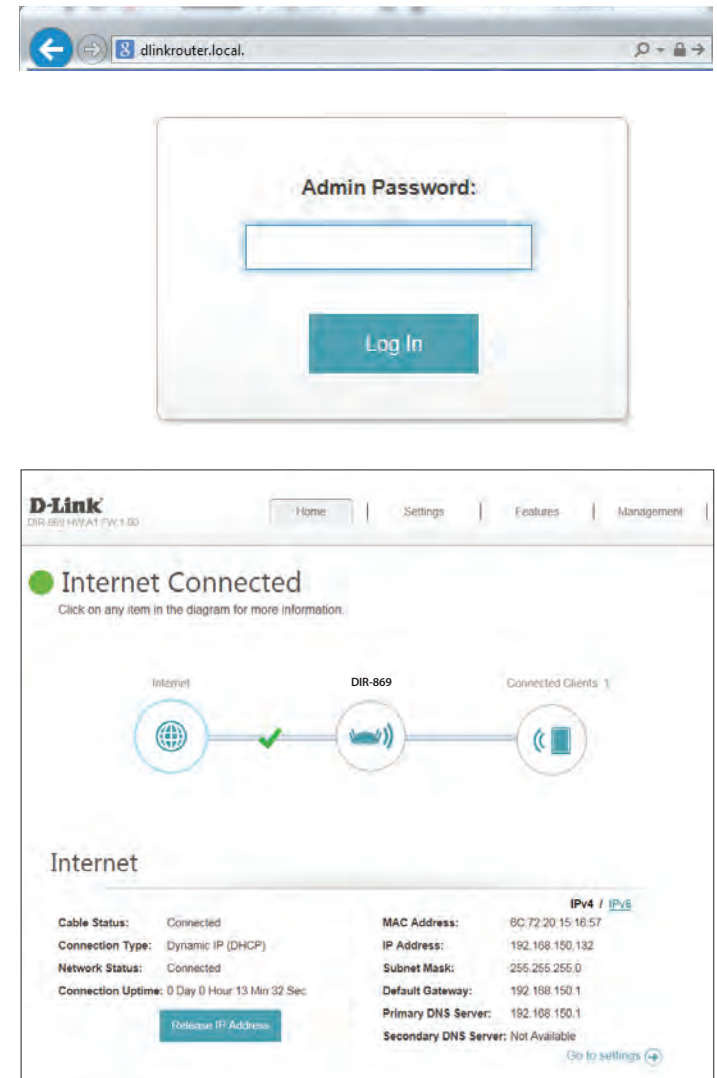 dlinkrouter.local.
Admin Password:
Log In
D-Link
DIR-869 HW:A1 FW:1.00
Home | Settings | Features | Management |
Internet Connected
Click on any item in the diagram for more information.
Internet DIR-869 Connected Clients: 1
Internet
IPv4 / IPv6
Cable Status: Connected MAC Address: 6C:72:20:15:16:57
Connection Type: Dynamic IP (DHCP) IP Address: 192.168.150.132
Network Status: Connected Subnet Mask: 255.255.255.0
Connection Uptime: 0 Day 0 Hour 13 Min 32 Sec Default Gateway: 192.168.150.1
Release IP Address Primary DNS Server: 192.168.150.1
Secondary DNS Server: Not Available
Go to settings